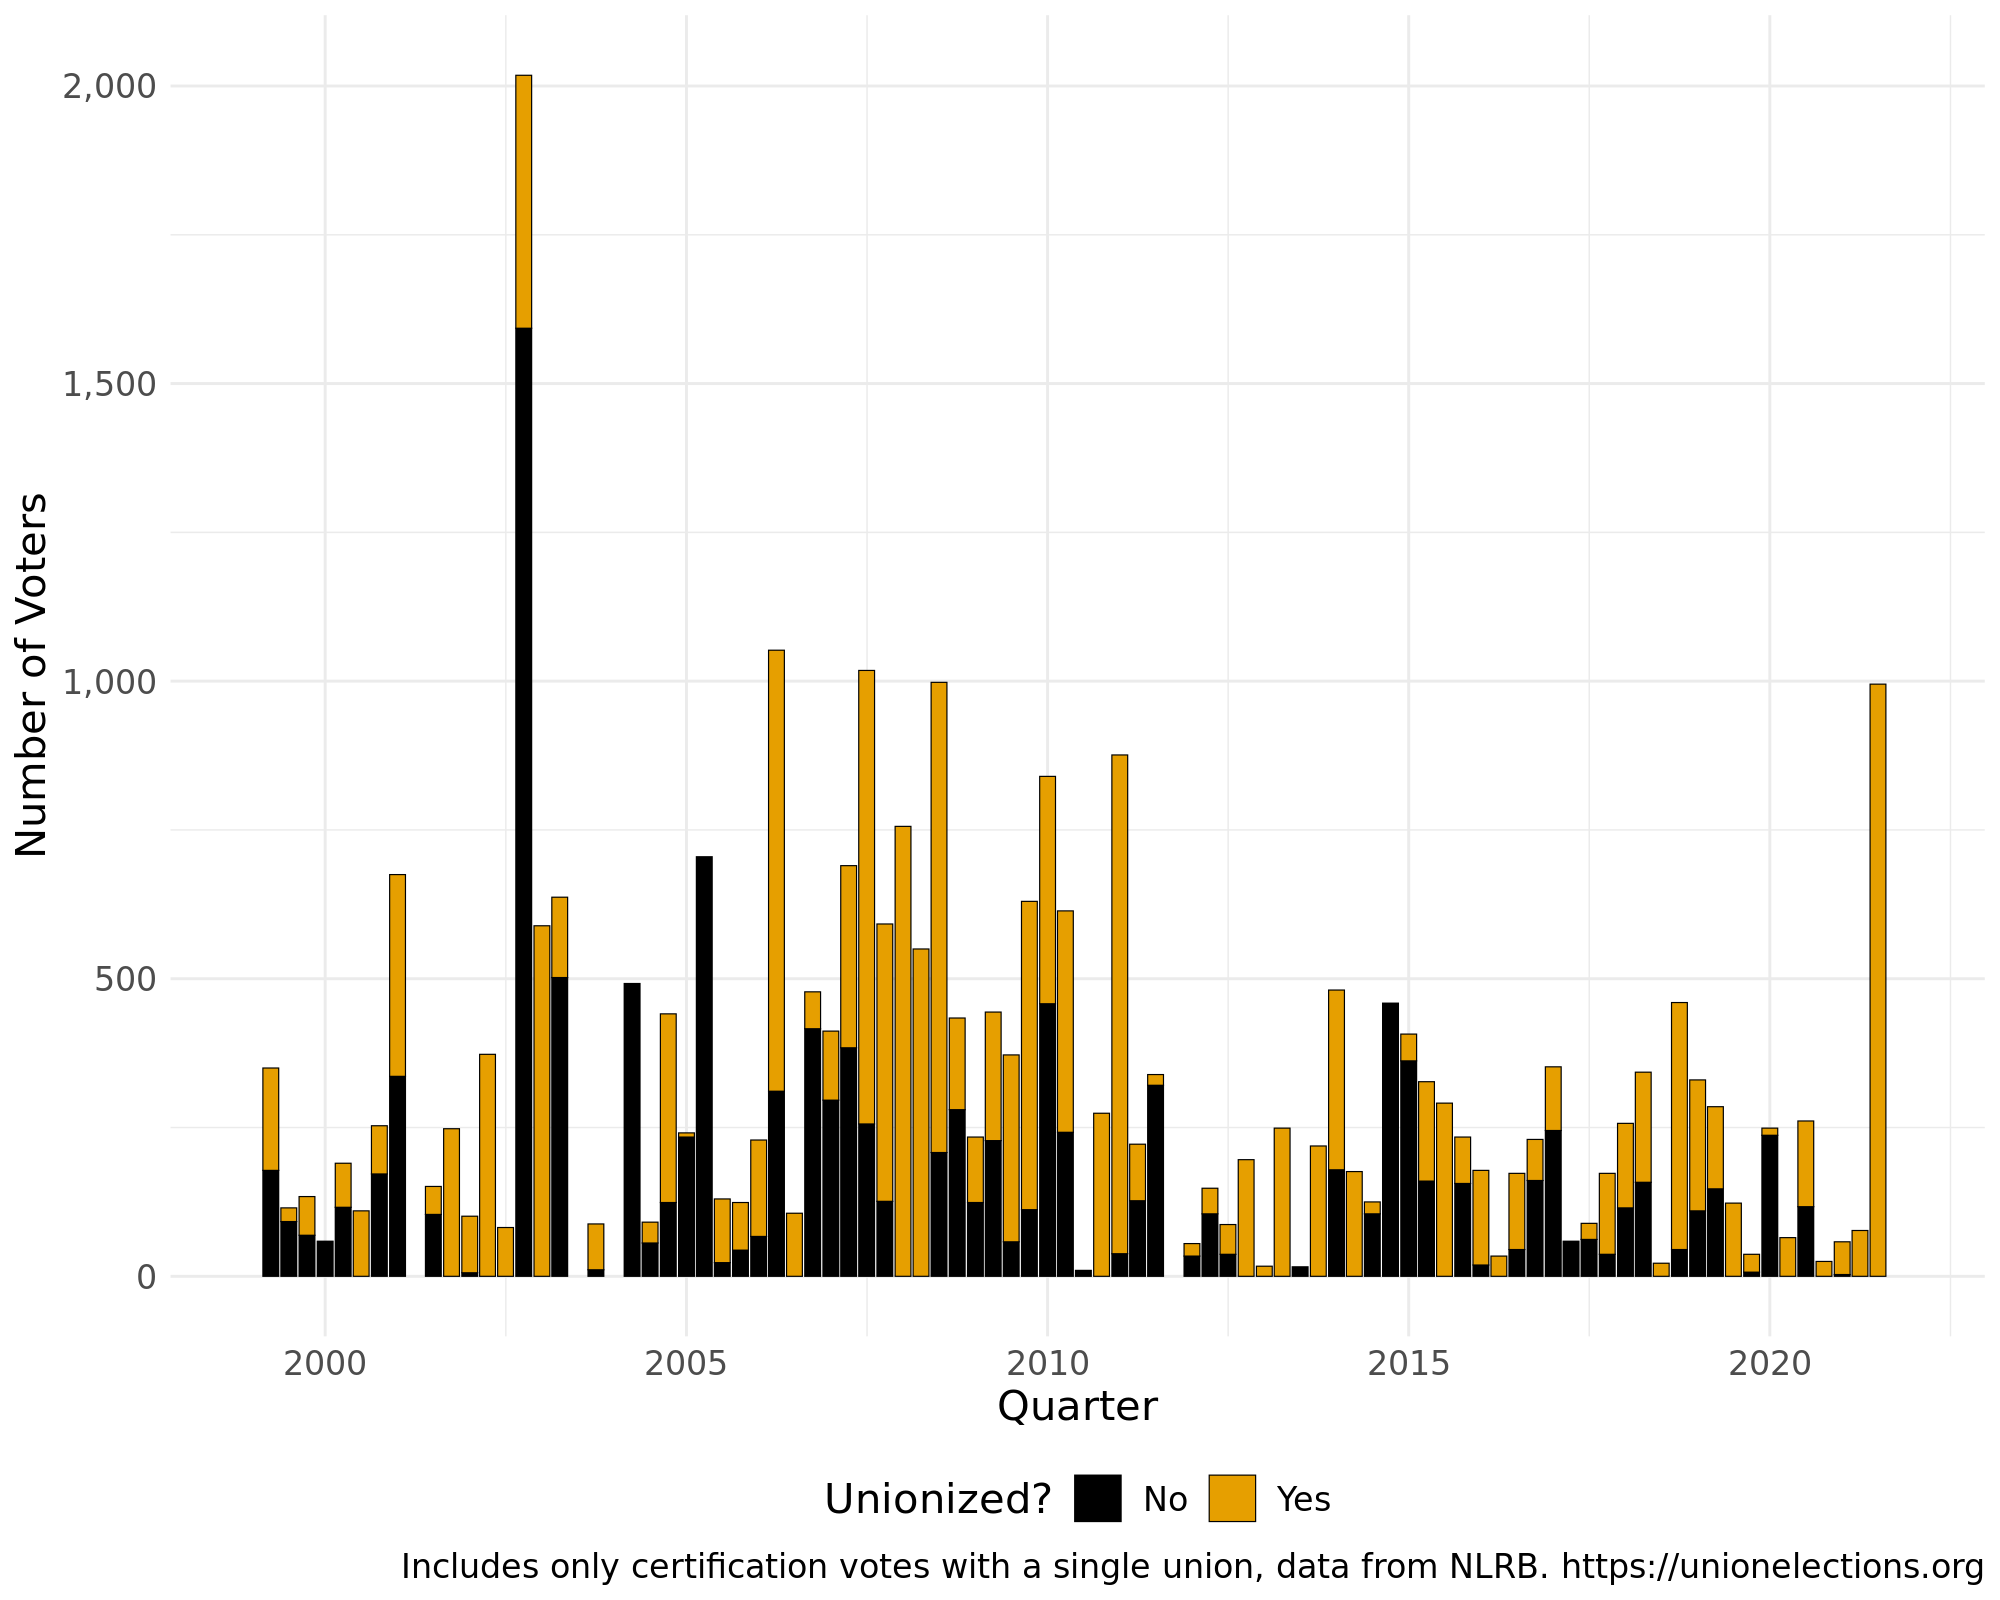 2,000
1,500
1,000
500
0
Number of Voters
2000 2005 2010 2015 2020
Quarter
Unionized? No Yes
Includes only certification votes with a single union, data from NLRB. https://unionelections.org